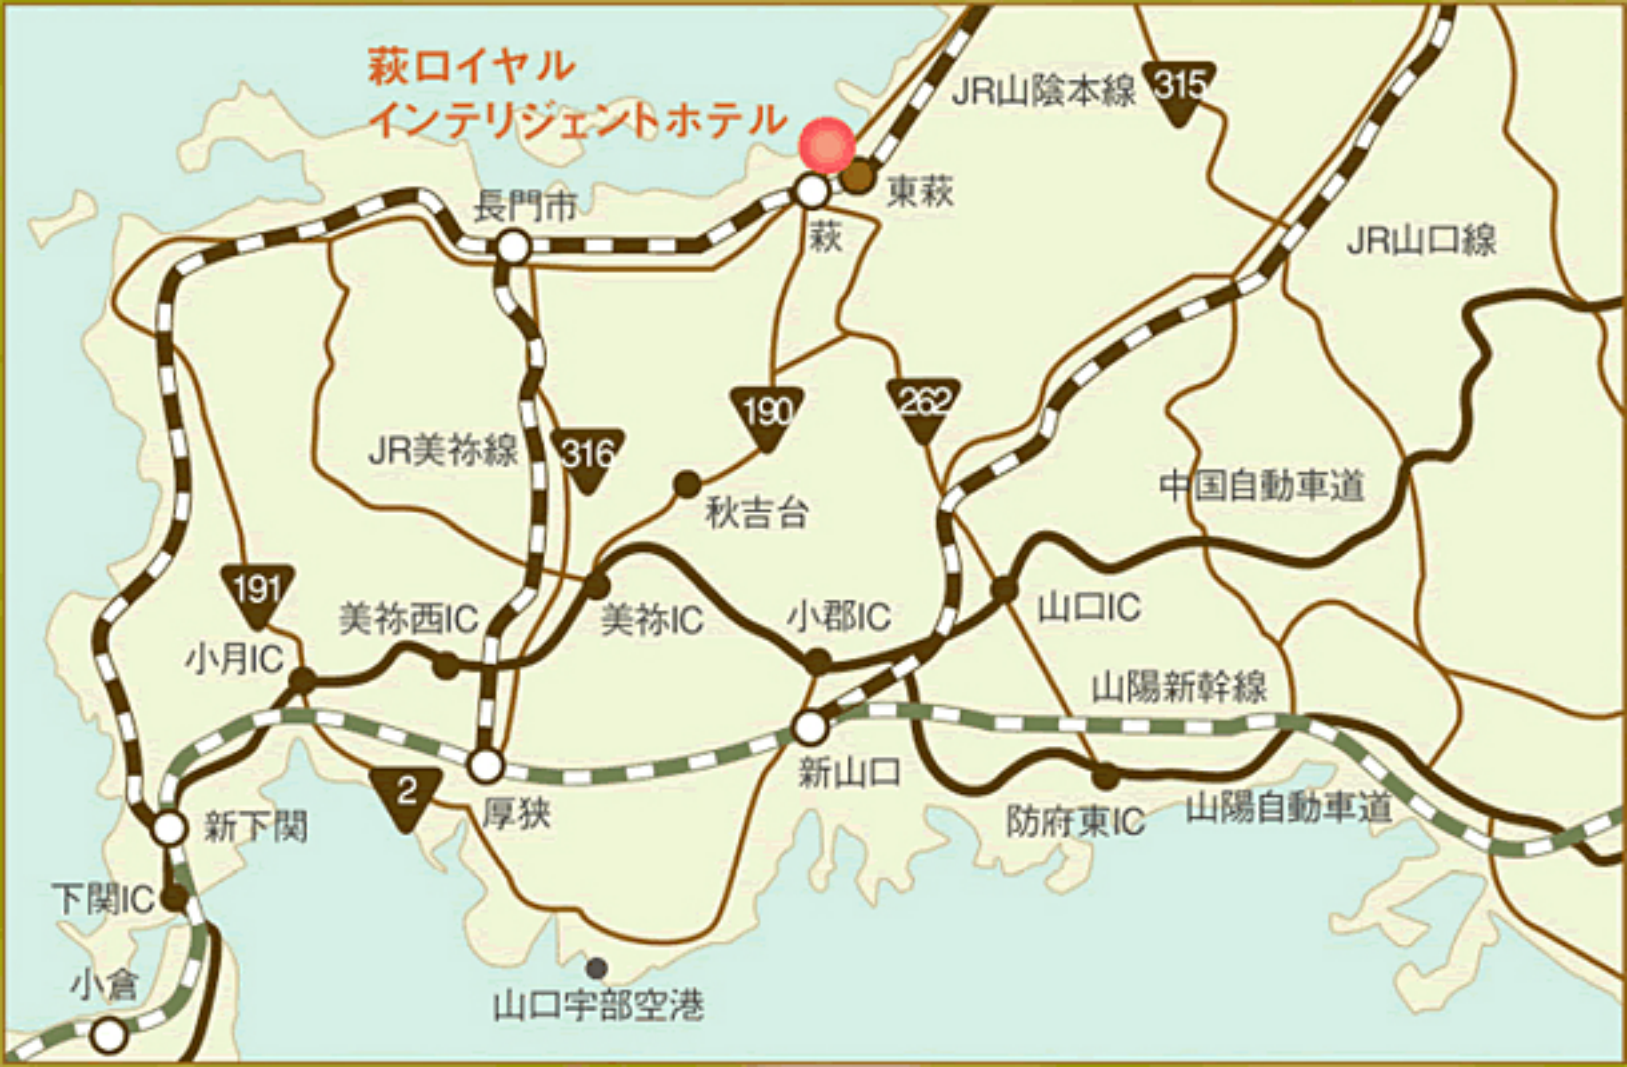 萩ロイヤル
インテリジェントホテル
JR山陰本線
315
東萩
長門市
萩
JR山口線
190
262
JR美祢線
316
秋吉台
中国自動車道
191
美祢西IC
美祢IC
小郡IC
山口IC
小月IC
山陽新幹線
2
新山口
厚狭
防府東IC
山陽自動車道
新下関
下関IC
小倉
山口宇部空港